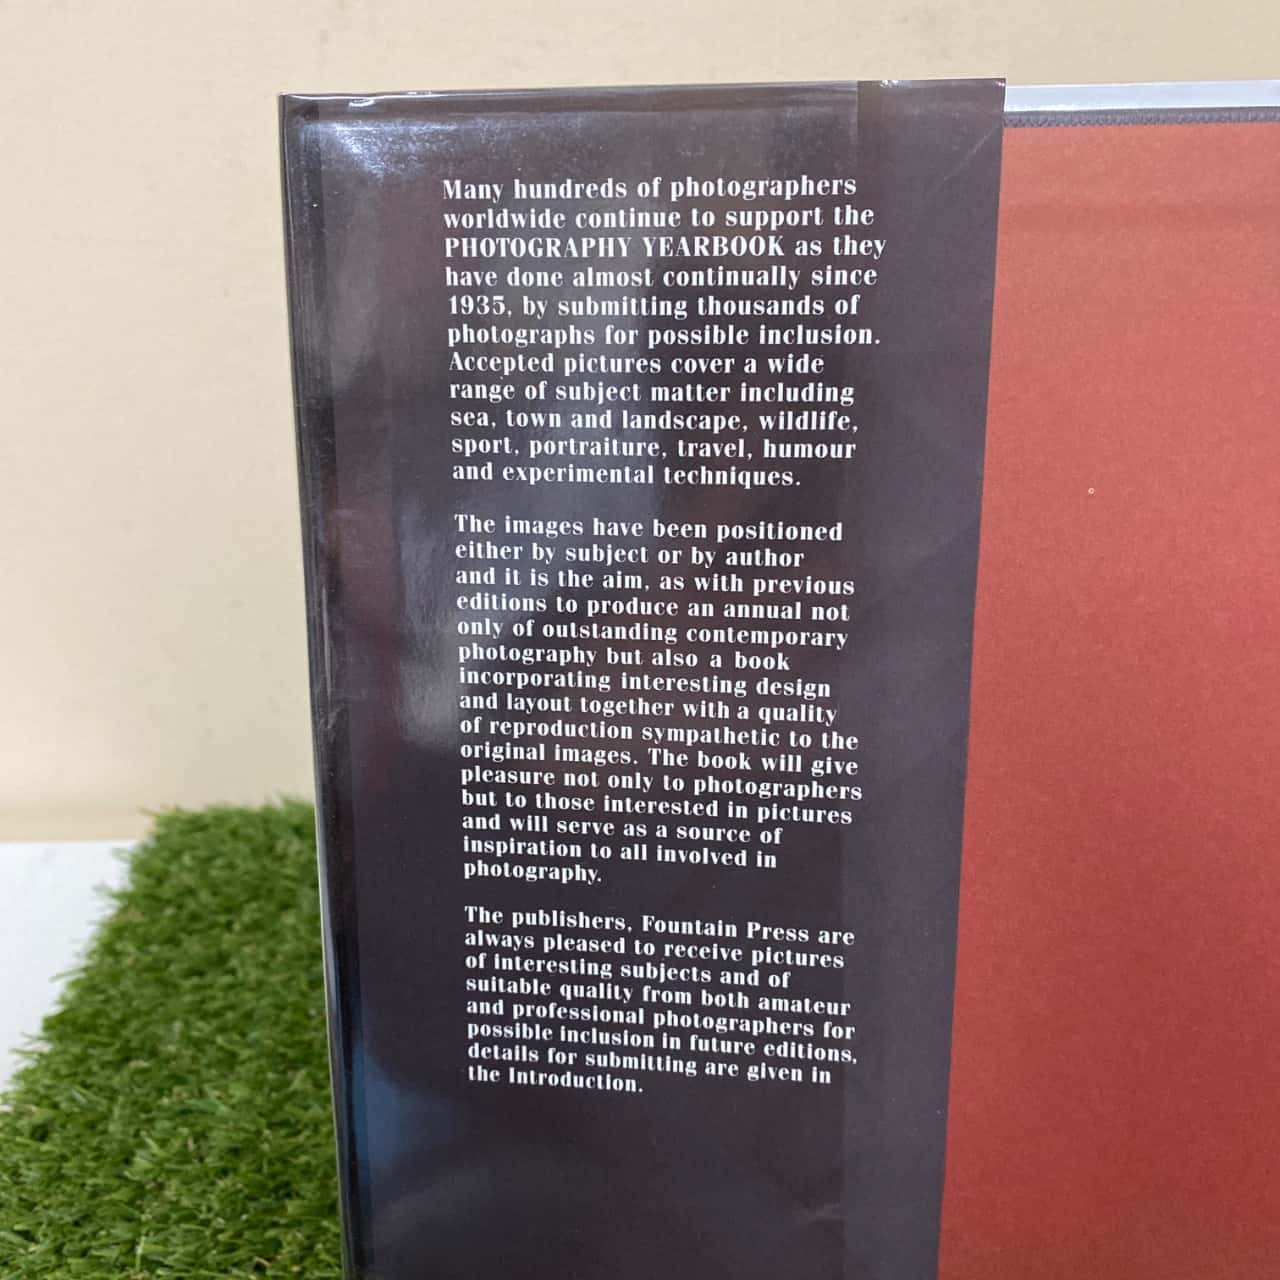 Many hundreds of photographers
worldwide continue to support the
PHOTOGRAPHY YEARBOOK as they
have done almost continually since
1935, by submitting thousands of
photographs for possible inclusion.
Accepted pictures cover a wide
range of subject matter including
sea, town and landscape, wildlife,
sport, portraiture, travel, humour
and experimental techniques.
The images have been positioned
either by subject or by author
and it is the aim, as with previous
editions to produce an annual not
only of outstanding contemporary
photography but also a book
incorporating interesting design
and layout together with a quality
of reproduction sympathetic to the
original images. The book will give
pleasure not only to photographers
but to those interested in pictures
and will serve as a source of
inspiration to all involved in
photography.
The publishers, Fountain Press are
always pleased to receive pictures
of interesting subjects and of
suitable quality from both amateur
and professional photographers for
possible inclusion in future editions,
details for submitting are given in
the Introduction.